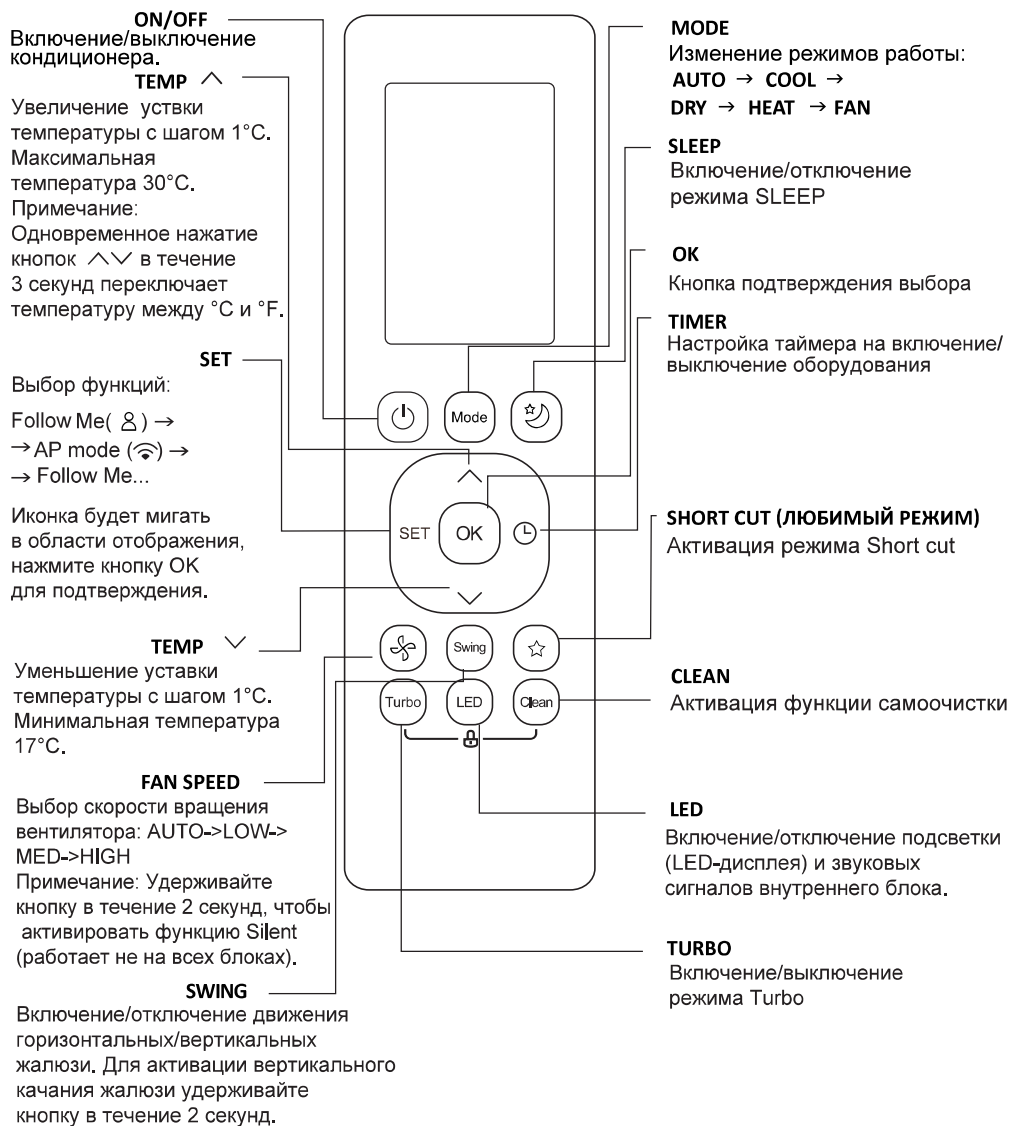 ON/OFF
Включение/выключение
кондиционера.
TEMP ︿
Увеличение уствки
температуры с шагом 1°C.
Максимальная
температура 30°C.
Примечание:
Одновременное нажатие
кнопок ︿﹀ в течение
3 секунд переключает
температуру между °C и °F.
SET
Выбор функций:
Follow Me( ) →
→ AP mode ( ) →
→ Follow Me...
Иконка будет мигать
в области отображения,
нажмите кнопку OK
для подтверждения.
TEMP ﹀
Уменьшение уставки
температуры с шагом 1°C.
Минимальная температура
17°C.
FAN SPEED
Выбор скорости вращения
вентилятора: AUTO->LOW->
MED->HIGH
Примечание: Удерживайте
кнопку в течение 2 секунд, чтобы
активировать функцию Silent
(работает не на всех блоках).
SWING
Включение/отключение движения
горизонтальных/вертикальных
жалюзи. Для активации вертикального
качания жалюзи удерживайте
кнопку в течение 2 секунд.
Mode
SET
OK
Swing
Turbo
LED
Clean
MODE
Изменение режимов работы:
AUTO → COOL →
DRY → HEAT → FAN
SLEEP
Включение/отключение
режима SLEEP
OK
Кнопка подтверждения выбора
TIMER
Настройка таймера на включение/
выключение оборудования
SHORT CUT (ЛЮБИМЫЙ РЕЖИМ)
Активация режима Short cut
CLEAN
Активация функции самоочистки
LED
Включение/отключение подсветки
(LED-дисплея) и звуковых
сигналов внутреннего блока.
TURBO
Включение/выключение
режима Turbo